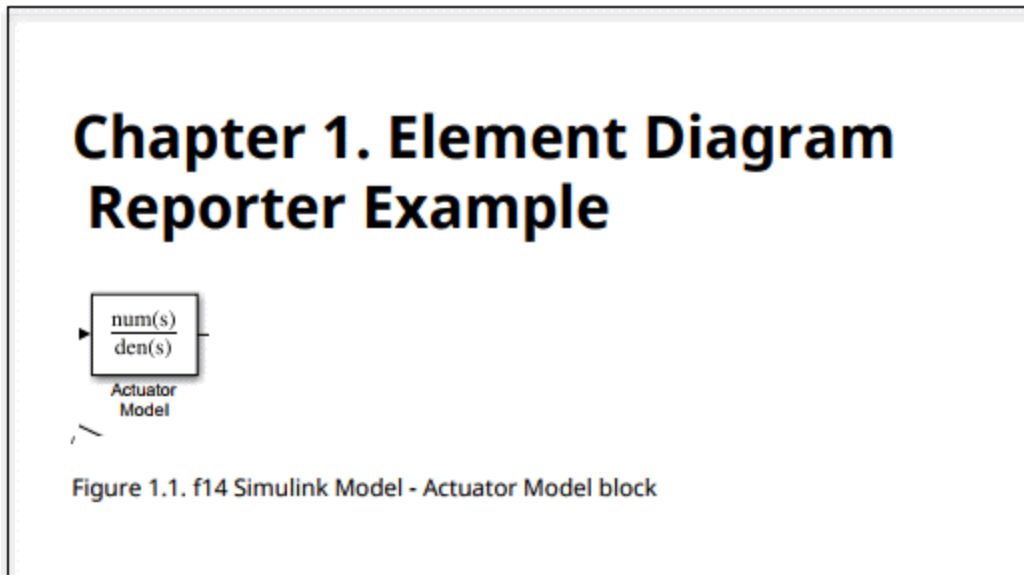 Chapter 1. Element Diagram
Reporter Example
num(s)
den(s)
Actuator
Model
Figure 1.1. f14 Simulink Model - Actuator Model block